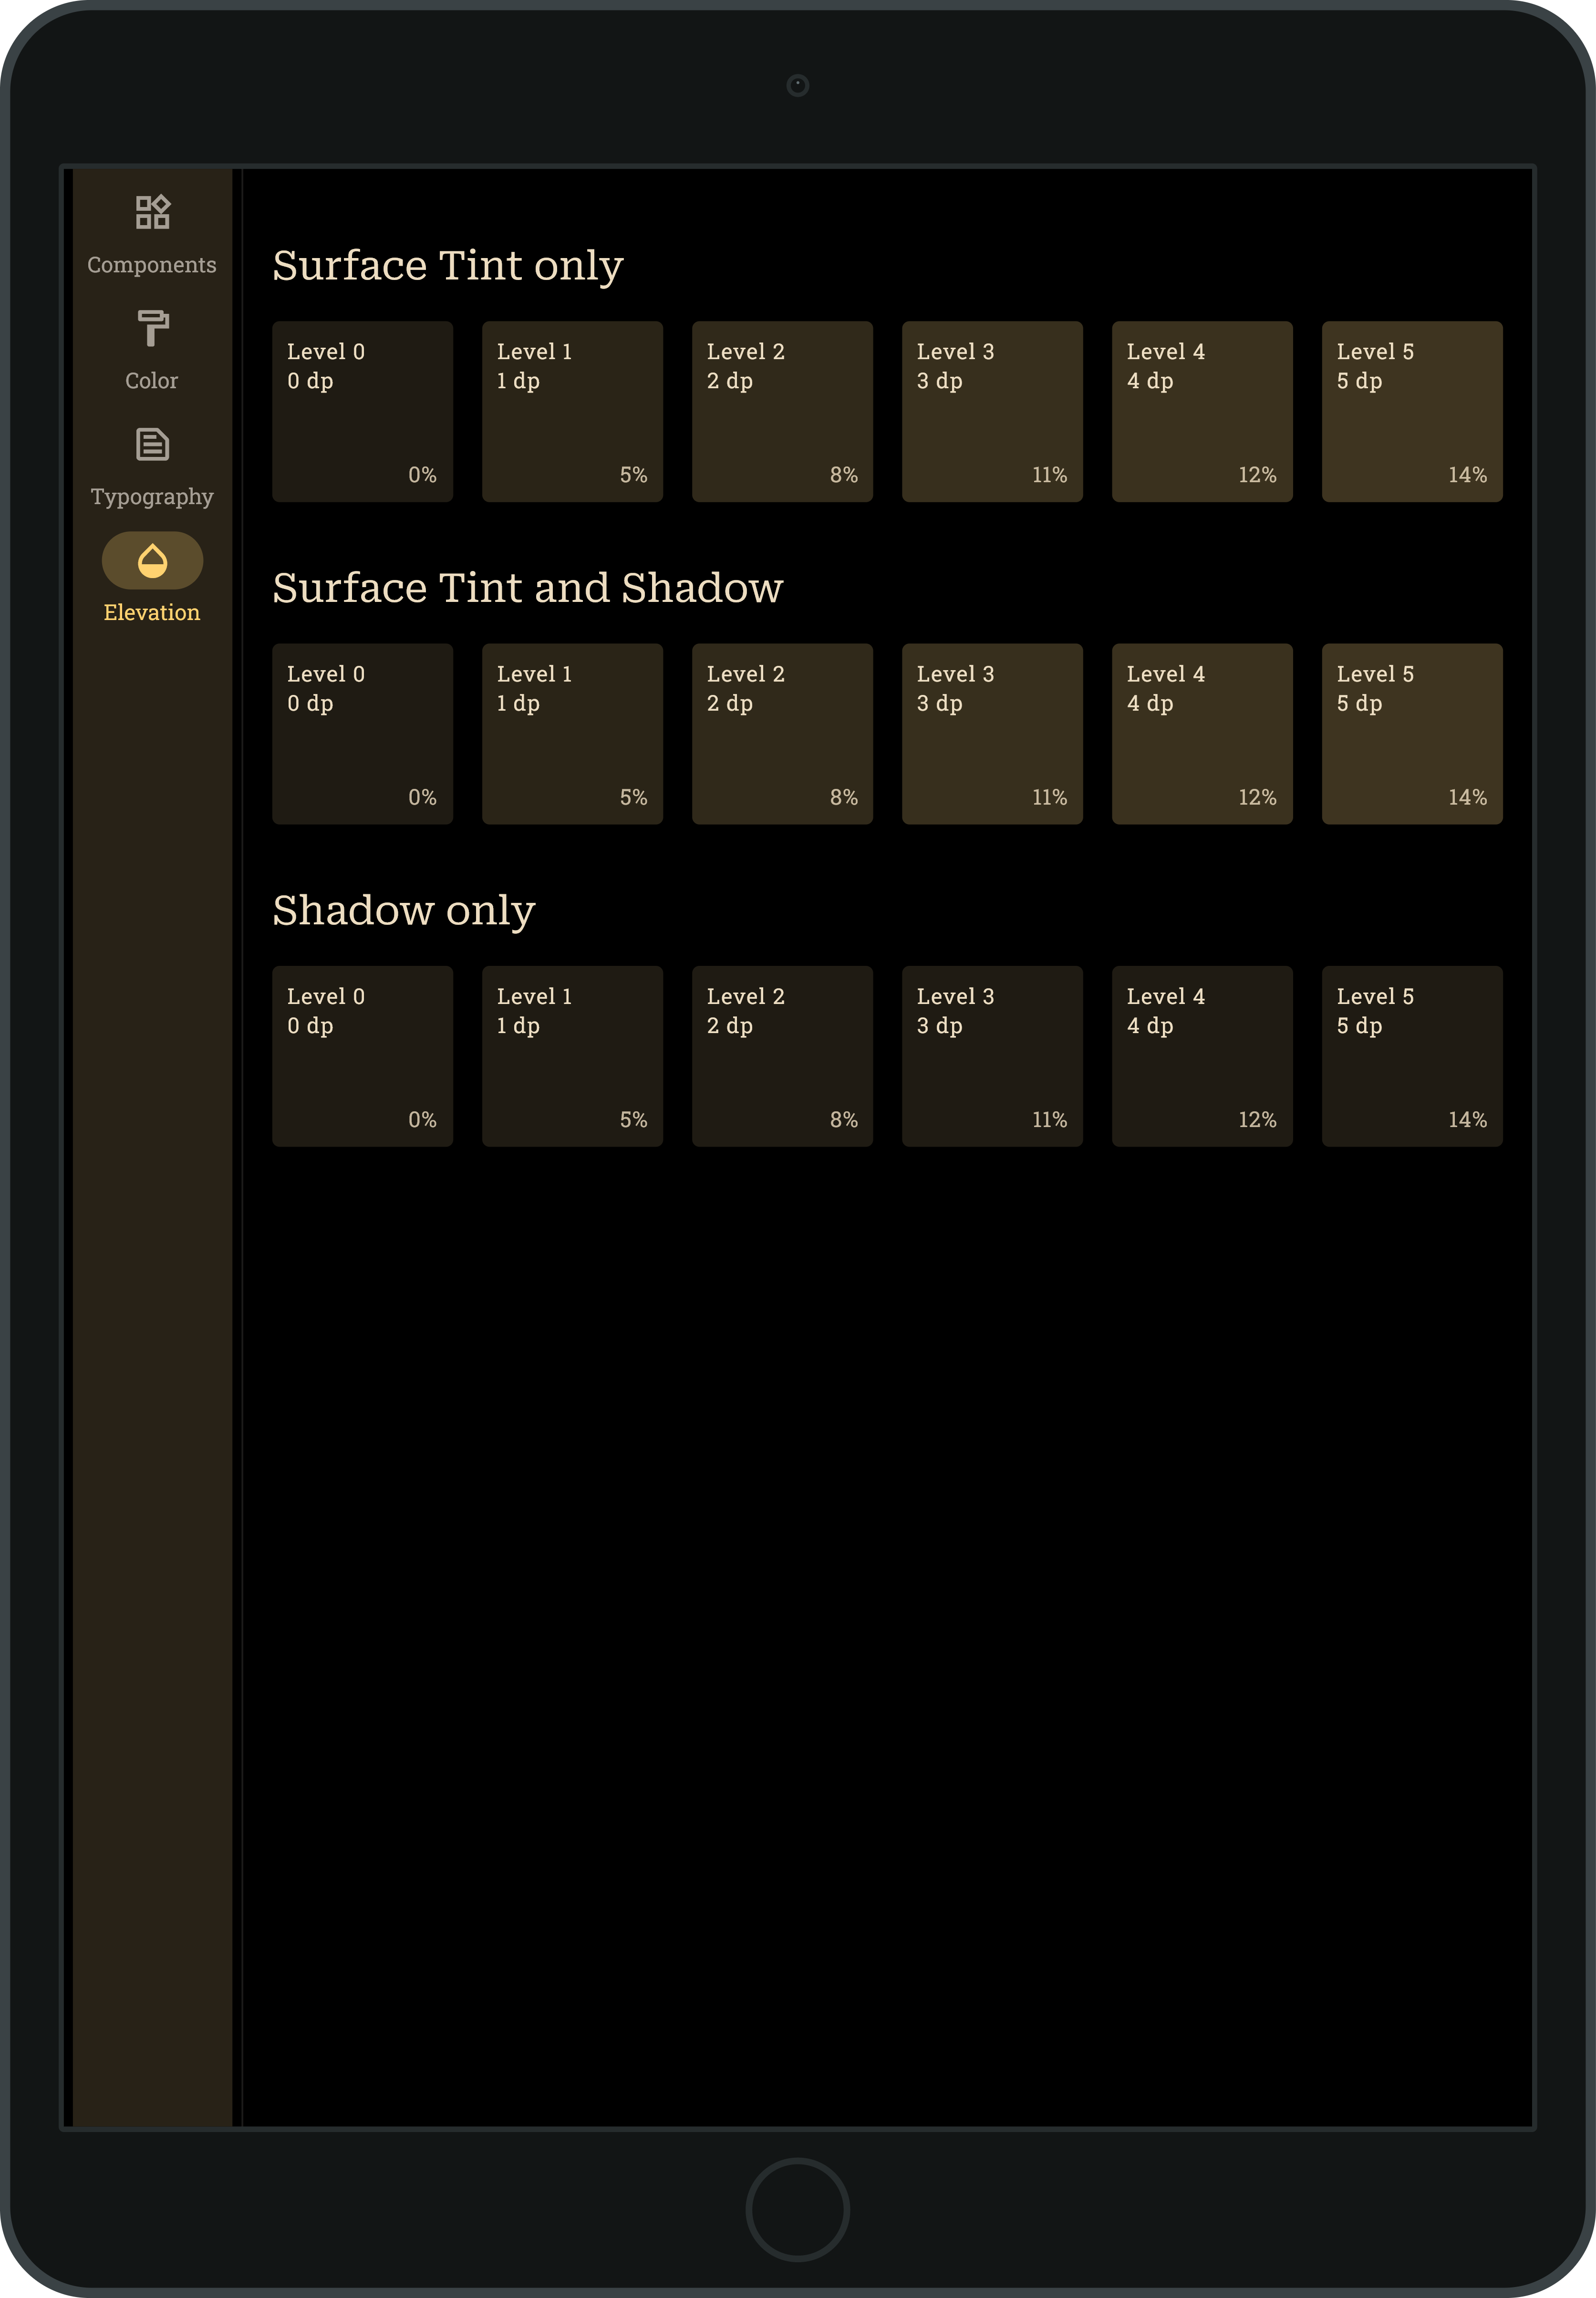 Components
Color
Typography
Elevation
Surface Tint only
Level 0
0 dp
0%
Level 1
1 dp
5%
Level 2
2 dp
8%
Level 3
3 dp
11%
Level 4
4 dp
12%
Level 5
5 dp
14%
Surface Tint and Shadow
Level 0
0 dp
0%
Level 1
1 dp
5%
Level 2
2 dp
8%
Level 3
3 dp
11%
Level 4
4 dp
12%
Level 5
5 dp
14%
Shadow only
Level 0
0 dp
0%
Level 1
1 dp
5%
Level 2
2 dp
8%
Level 3
3 dp
11%
Level 4
4 dp
12%
Level 5
5 dp
14%